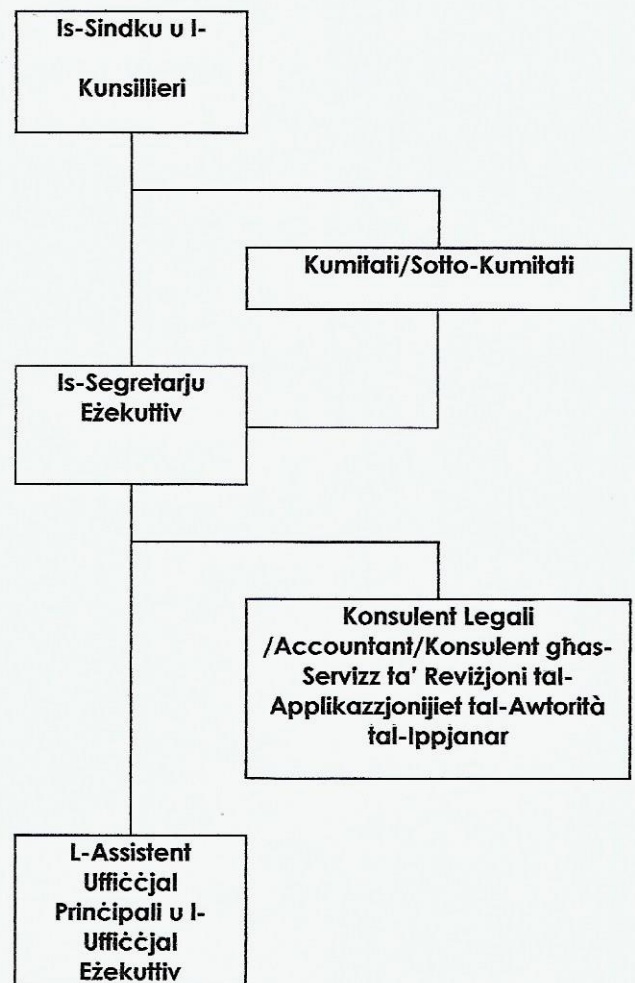 Is-Sindku u l-
Kunsillieri
Kumitati/Sotto-Kumitati
Is-Segretarju
Eżekuttiv
Konsulent Legali
/Accountant/Konsulent għas-
Servizz ta' Reviżjoni tal-
Applikazzjonijiet tal-Awtorità
tal-Ippjanar
L-Assistent
Uffiċċjal
Prinċipali u l-
Uffiċċjal
Eżekuttiv